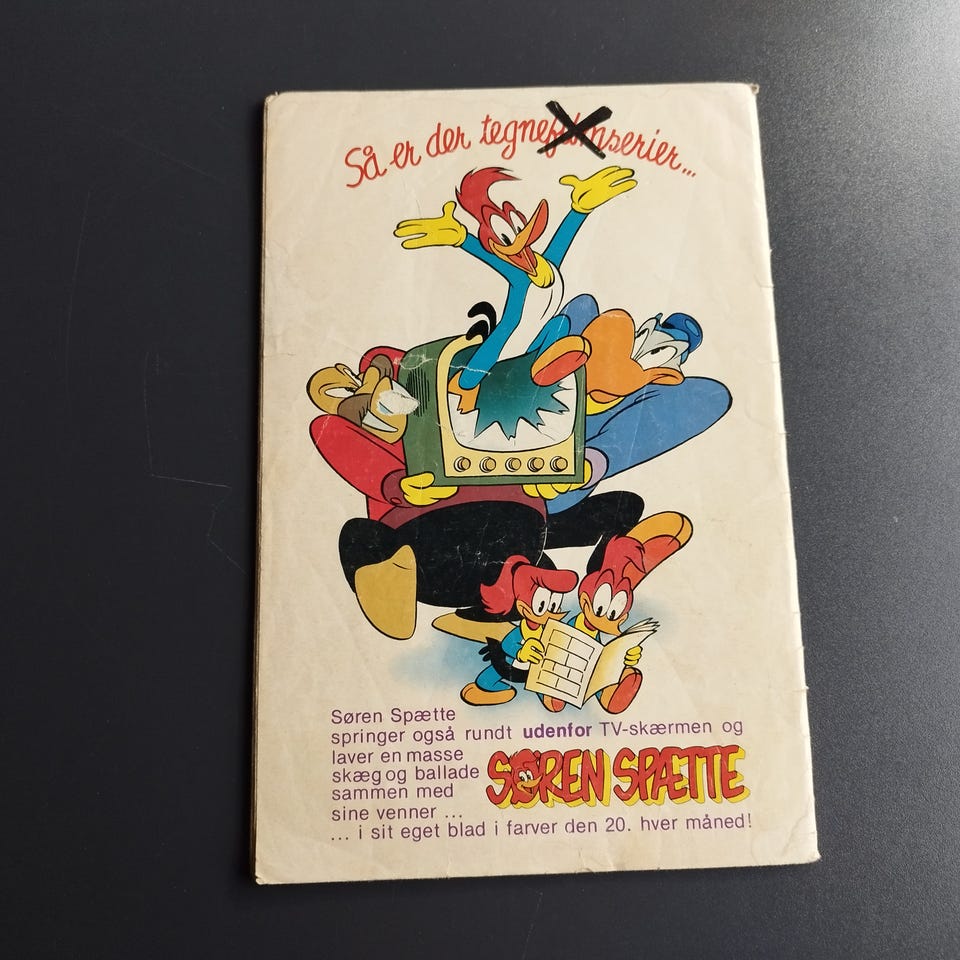 Så er der tegnefilmserier...
Søren Spætte
springer også rundt udenfor TV-skærmen og
laver en masse
skæg og ballade
sammen med
sine venner ...
SØREN SPÆTTE
... i sit eget blad i farver den 20. hver måned!